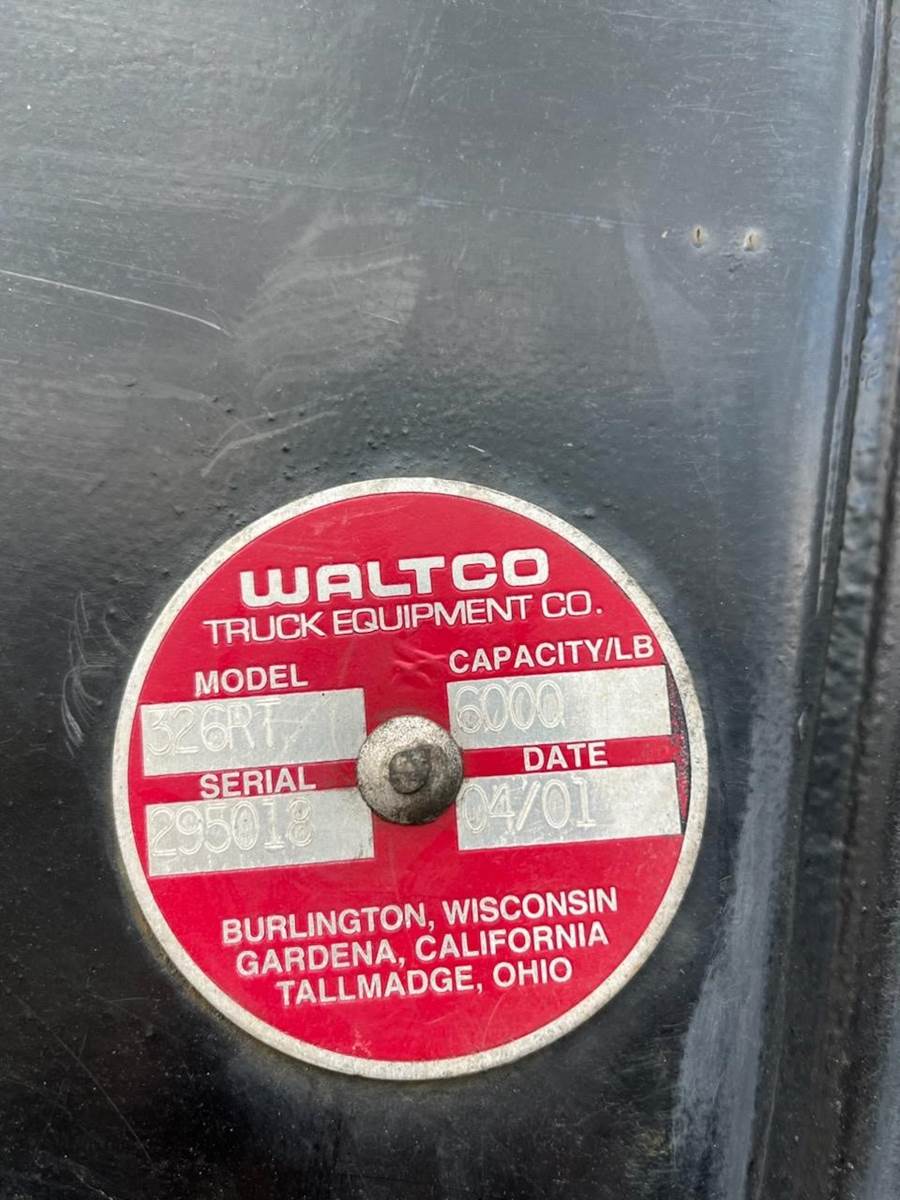 WALTCO
TRUCK EQUIPMENT CO.
MODEL
326RT
CAPACITY/LB
6000
SERIAL
295018
DATE
04/01
BURLINGTON, WISCONSIN
GARDENA, CALIFORNIA
TALLMADGE, OHIO